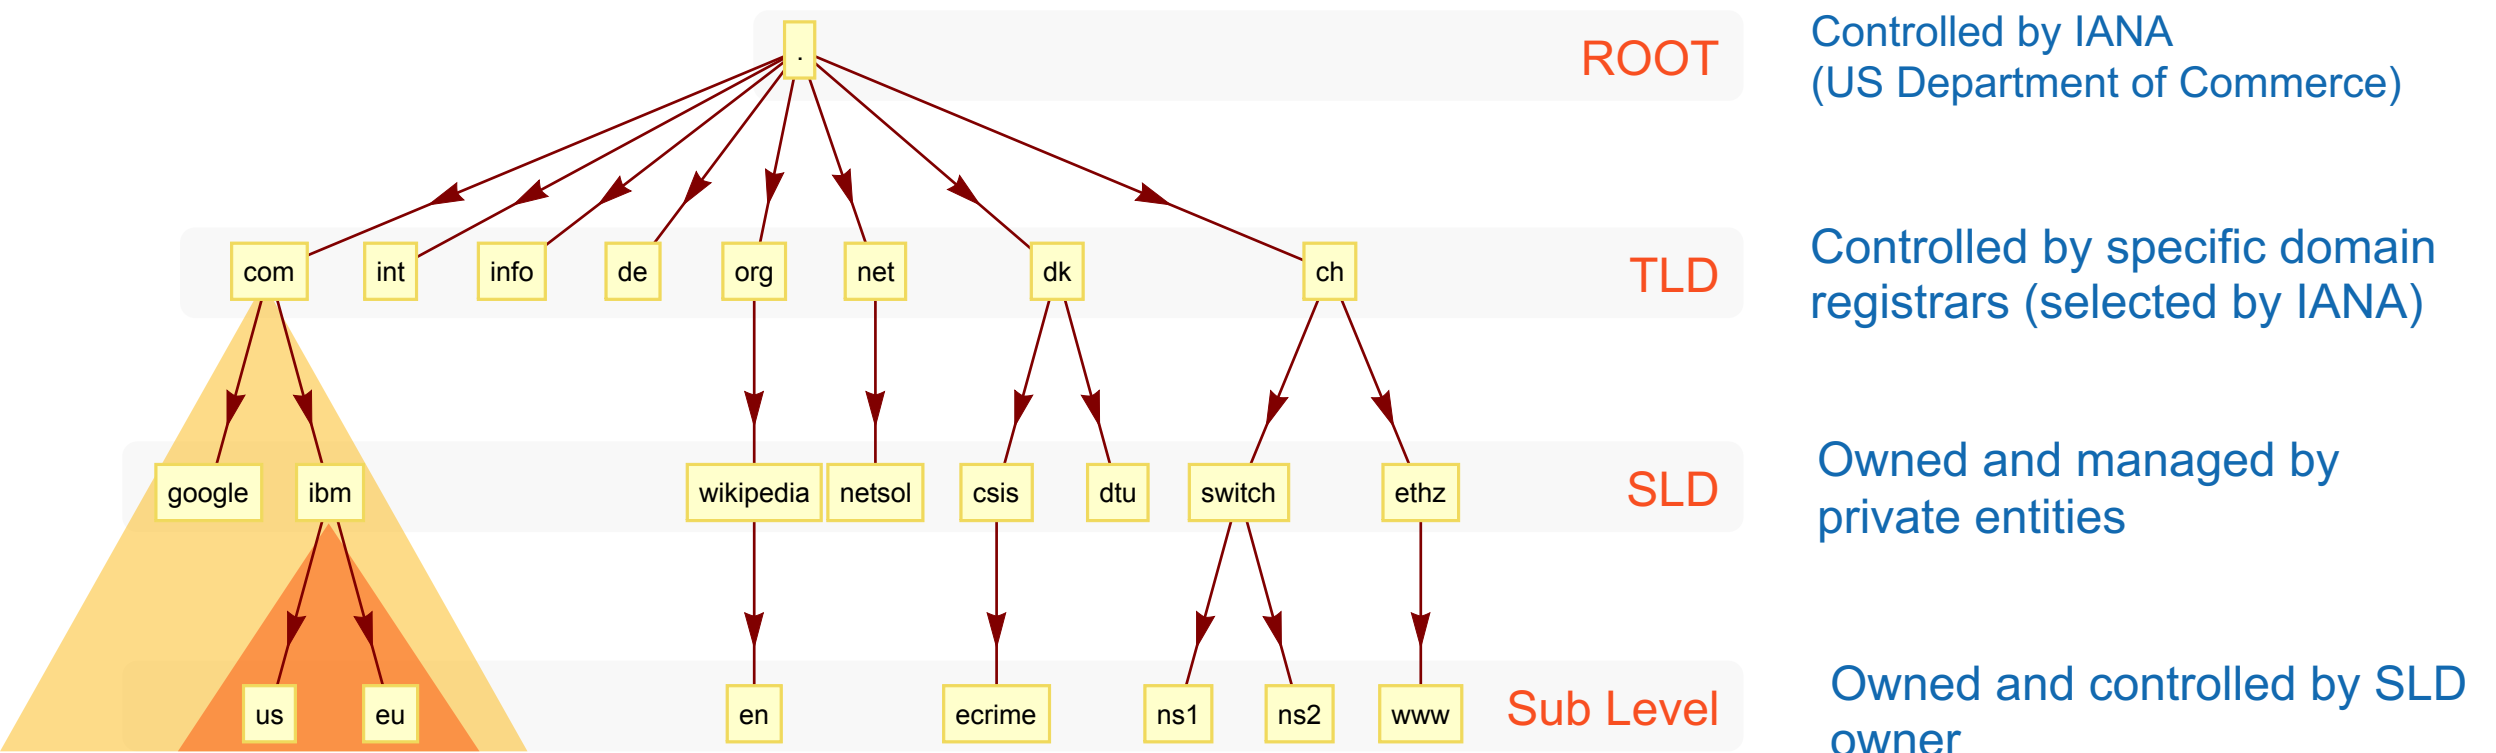 .
ROOT
Controlled by IANA
(US Department of Commerce)
com int info de org net dk ch
TLD
Controlled by specific domain
registrars (selected by IANA)
google ibm wikipedia netsol csis dtu switch ethz
SLD
Owned and managed by
private entities
us eu en ecrime ns1 ns2 www
Sub Level
Owned and controlled by SLD
owner